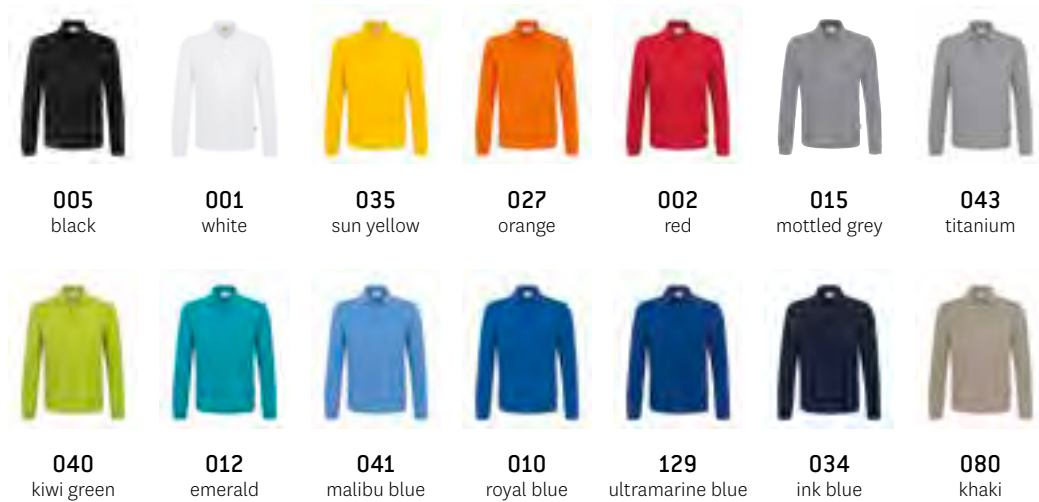 005
black
001
white
035
sun yellow
027
orange
002
red
015
mottled grey
043
titanium
040
kiwi green
012
emerald
041
malibu blue
010
royal blue
129
ultramarine blue
034
ink blue
080
khaki